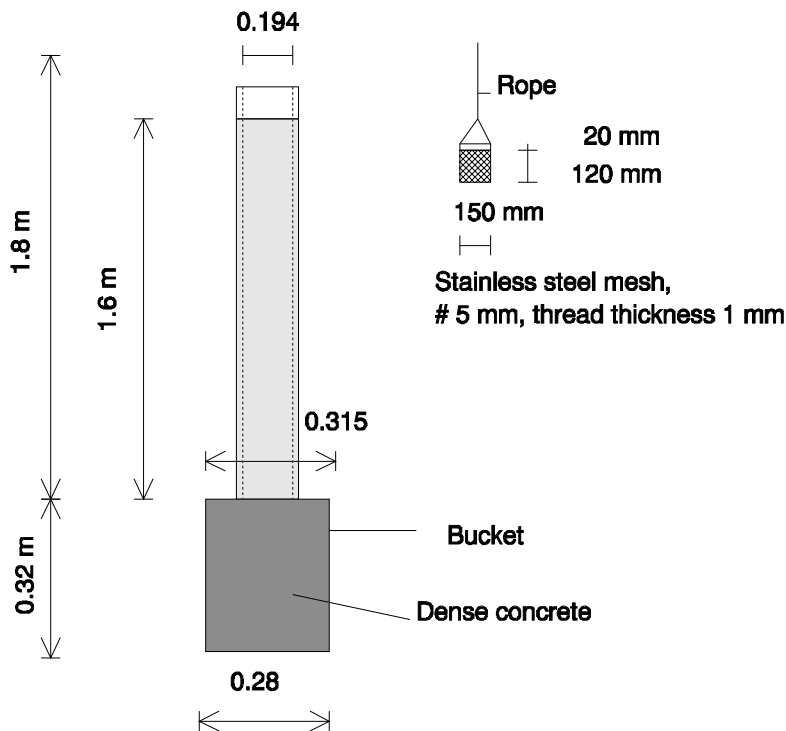 0.194
Rope
20 mm
120 mm
150 mm
1.8 m
1.6 m
Stainless steel mesh,
# 5 mm, thread thickness 1 mm
0.315
Bucket
0.32 m
Dense concrete
0.28